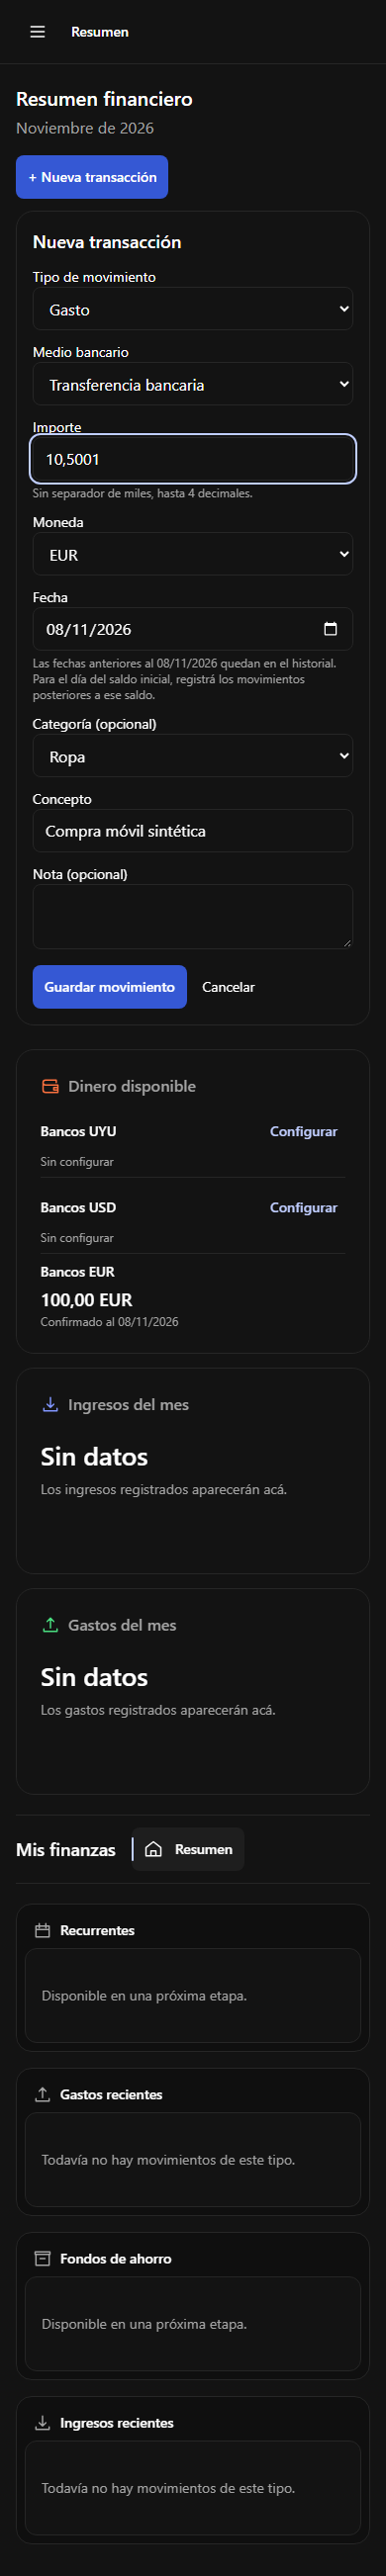 Resumen
Resumen financiero
Noviembre de 2026
+ Nueva transacción
Nueva transacción
Tipo de movimiento
Gasto
Medio bancario
Transferencia bancaria
Importe
10,5001
Sin separador de miles, hasta 4 decimales.
Moneda
EUR
Fecha
08/11/2026
Las fechas anteriores al 08/11/2026 quedan en el historial.
Para el día del saldo inicial, registrá los movimientos
posteriores a ese saldo.
Categoría (opcional)
Ropa
Concepto
Compra móvil sintética
Nota (opcional)
Guardar movimiento Cancelar
Dinero disponible
Bancos UYU Configurar
Sin configurar
Bancos USD Configurar
Sin configurar
Bancos EUR
100,00 EUR
Confirmado al 08/11/2026
Ingresos del mes
Sin datos
Los ingresos registrados aparecerán acá.
Gastos del mes
Sin datos
Los gastos registrados aparecerán acá.
Mis finanzas Resumen
Recurrentes
Disponible en una próxima etapa.
Gastos recientes
Todavía no hay movimientos de este tipo.
Fondos de ahorro
Disponible en una próxima etapa.
Ingresos recientes
Todavía no hay movimientos de este tipo.